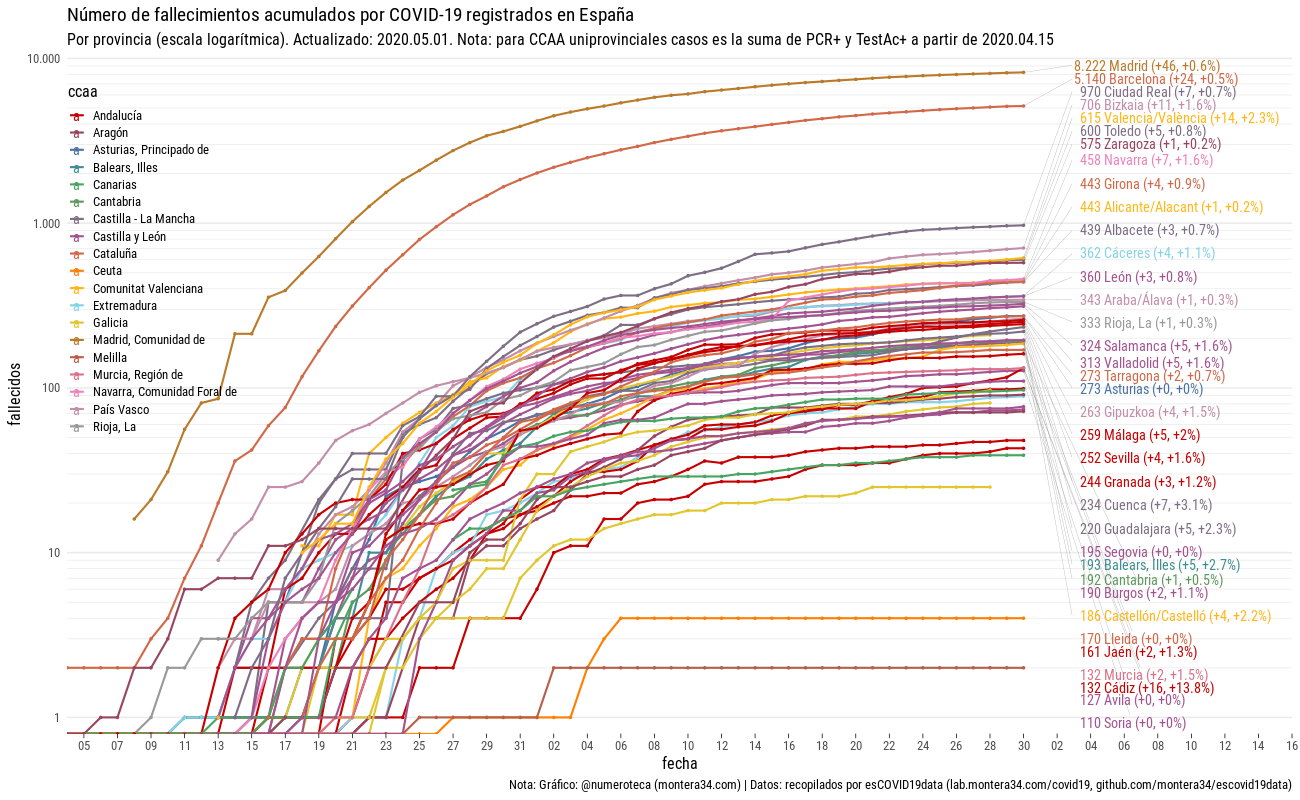 Número de fallecimientos acumulados por COVID-19 registrados en España
Por provincia (escala logarítmica). Actualizado: 2020.05.01. Nota: para CCAA uniprovinciales casos es la suma de PCR+ y TestAc+ a partir de 2020.04.15
10.000
1.000
100
10
1
fallecidos
ccaa
Andalucía
Aragón
Asturias, Principado de
Balears, Illes
Canarias
Cantabria
Castilla - La Mancha
Castilla y León
Cataluña
Ceuta
Comunitat Valenciana
Extremadura
Galicia
Madrid, Comunidad de
Melilla
Murcia, Región de
Navarra, Comunidad Foral de
País Vasco
Rioja, La
8.222 Madrid (+46, +0.6%)
5.140 Barcelona (+24, +0.5%)
970 Ciudad Real (+7, +0.7%)
706 Bizkaia (+11, +1.6%)
615 Valencia/València (+14, +2.3%)
600 Toledo (+5, +0.8%)
575 Zaragoza (+1, +0.2%)
458 Navarra (+7, +1.6%)
443 Girona (+4, +0.9%)
443 Alicante/Alacant (+1, +0.2%)
439 Albacete (+3, +0.7%)
362 Cáceres (+4, +1.1%)
360 León (+3, +0.8%)
343 Araba/Álava (+1, +0.3%)
333 Rioja, La (+1, +0.3%)
324 Salamanca (+5, +1.6%)
313 Valladolid (+5, +1.6%)
273 Tarragona (+2, +0.7%)
273 Asturias (+0, +0%)
263 Gipuzkoa (+4, +1.5%)
259 Málaga (+5, +2%)
252 Sevilla (+4, +1.6%)
244 Granada (+3, +1.2%)
234 Cuenca (+7, +3.1%)
220 Guadalajara (+5, +2.3%)
195 Segovia (+0, +0%)
193 Balears, Illes (+5, +2.7%)
192 Cantabria (+1, +0.5%)
190 Burgos (+2, +1.1%)
186 Castellón/Castelló (+4, +2.2%)
170 Lleida (+0, +0%)
161 Jaén (+2, +1.3%)
132 Murcia (+2, +1.5%)
132 Cádiz (+16, +13.8%)
127 Ávila (+0, +0%)
110 Soria (+0, +0%)
05 07 09 11 13 15 17 19 21 23 25 27 29 31 02 04 06 08 10 12 14 16 18 20 22 24 26 28 30 02 04 06 08 10 12 14 16
fecha
Nota: Gráfico: @numeroteca (montera34.com) | Datos: recopilados por esCOVID19data (lab.montera34.com/covid19, github.com/montera34/escovid19data)